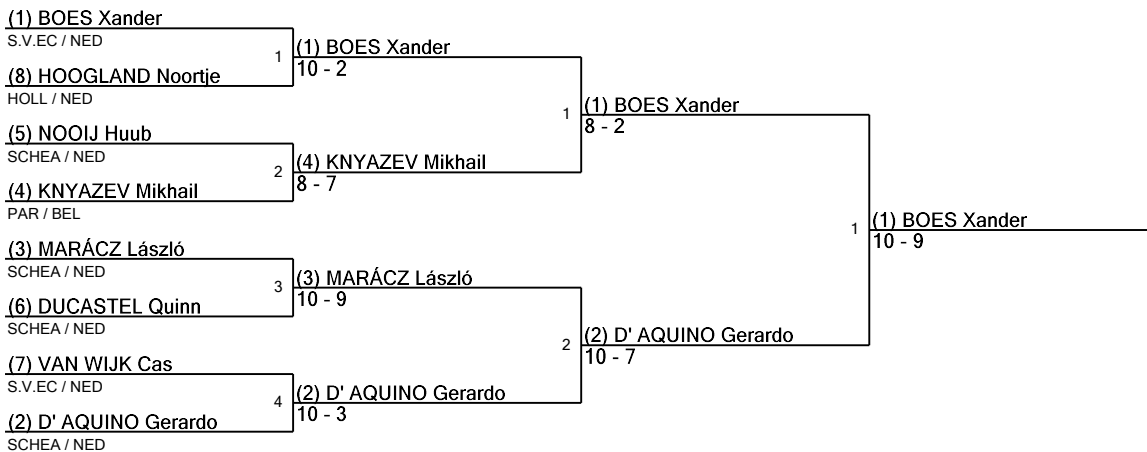 (1) BOES Xander
S.V.EC / NED
(8) HOOGLAND Noortje
HOLL / NED
(5) NOOIJ Huub
SCHEA / NED
(4) KNYAZEV Mikhail
PAR / BEL
(3) MARÁCZ László
SCHEA / NED
(6) DUCASTEL Quinn
SCHEA / NED
(7) VAN WIJK Cas
S.V.EC / NED
(2) D' AQUINO Gerardo
SCHEA / NED
1
(1) BOES Xander
10 - 2
2
(4) KNYAZEV Mikhail
8 - 7
3
(3) MARÁCZ László
10 - 9
4
(2) D' AQUINO Gerardo
10 - 3
1
(1) BOES Xander
8 - 2
2
(2) D' AQUINO Gerardo
10 - 7
1
(1) BOES Xander
10 - 9